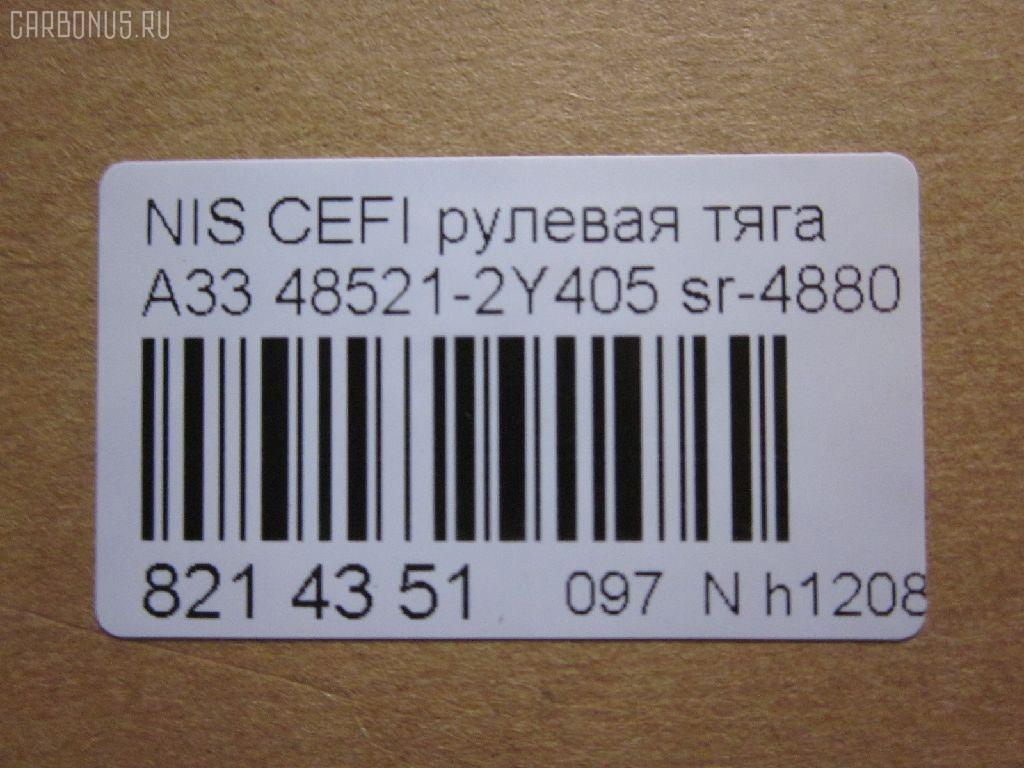 CARBONUS.RU
NIS CEFI рулевая тяга
A33 48521-2Y405 sr-4880
821 43 51 097 N h1208